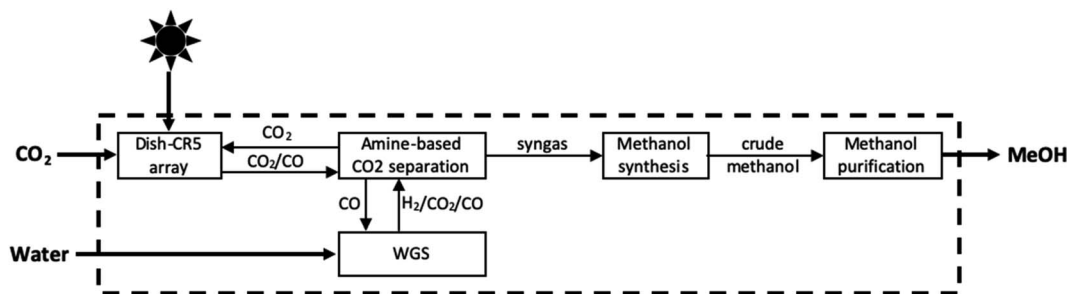 CO₂
Dish-CR5
array
CO₂
CO₂/CO
Amine-based
CO2 separation
syngas
Methanol
synthesis
crude
methanol
Methanol
purification
MeOH
CO
H₂/CO₂/CO
Water
WGS